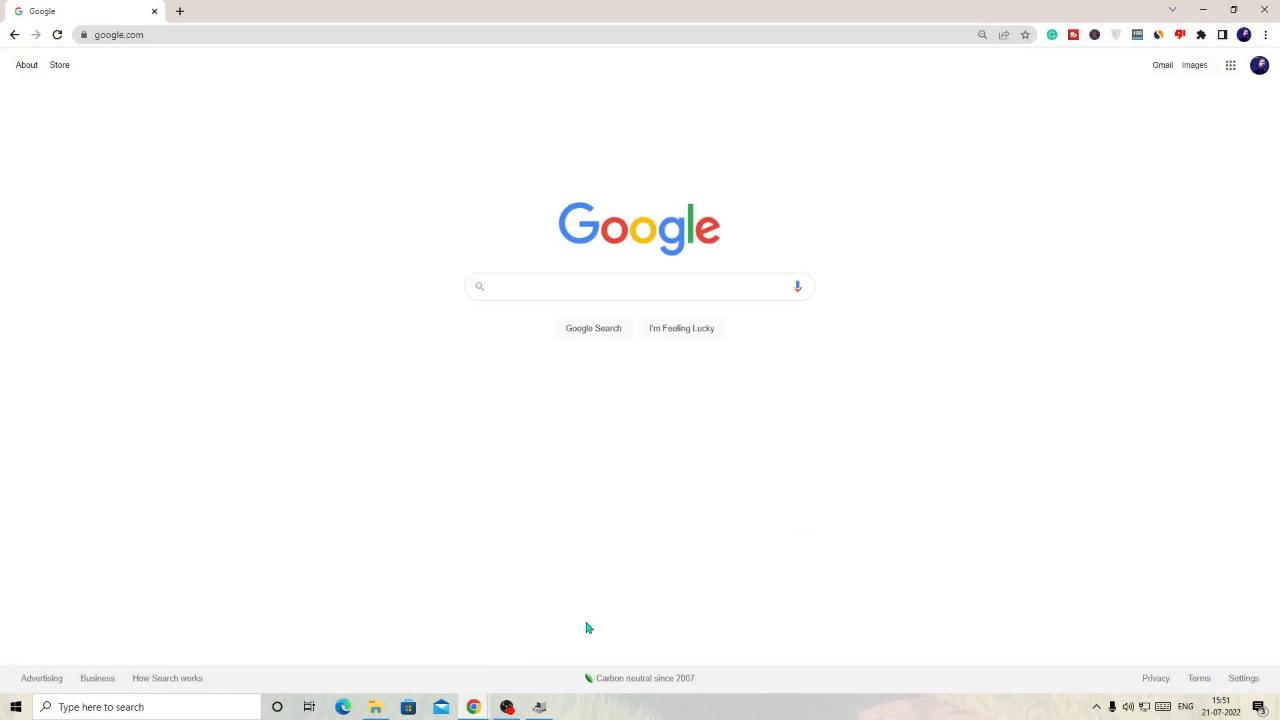 Google
google.com
About Store
Gmail Images
Google
Google Search I'm Feeling Lucky
Advertising Business How Search works
Carbon neutral since 2007
Privacy Terms Settings
Type here to search
ENG
15:51
21-07-2022